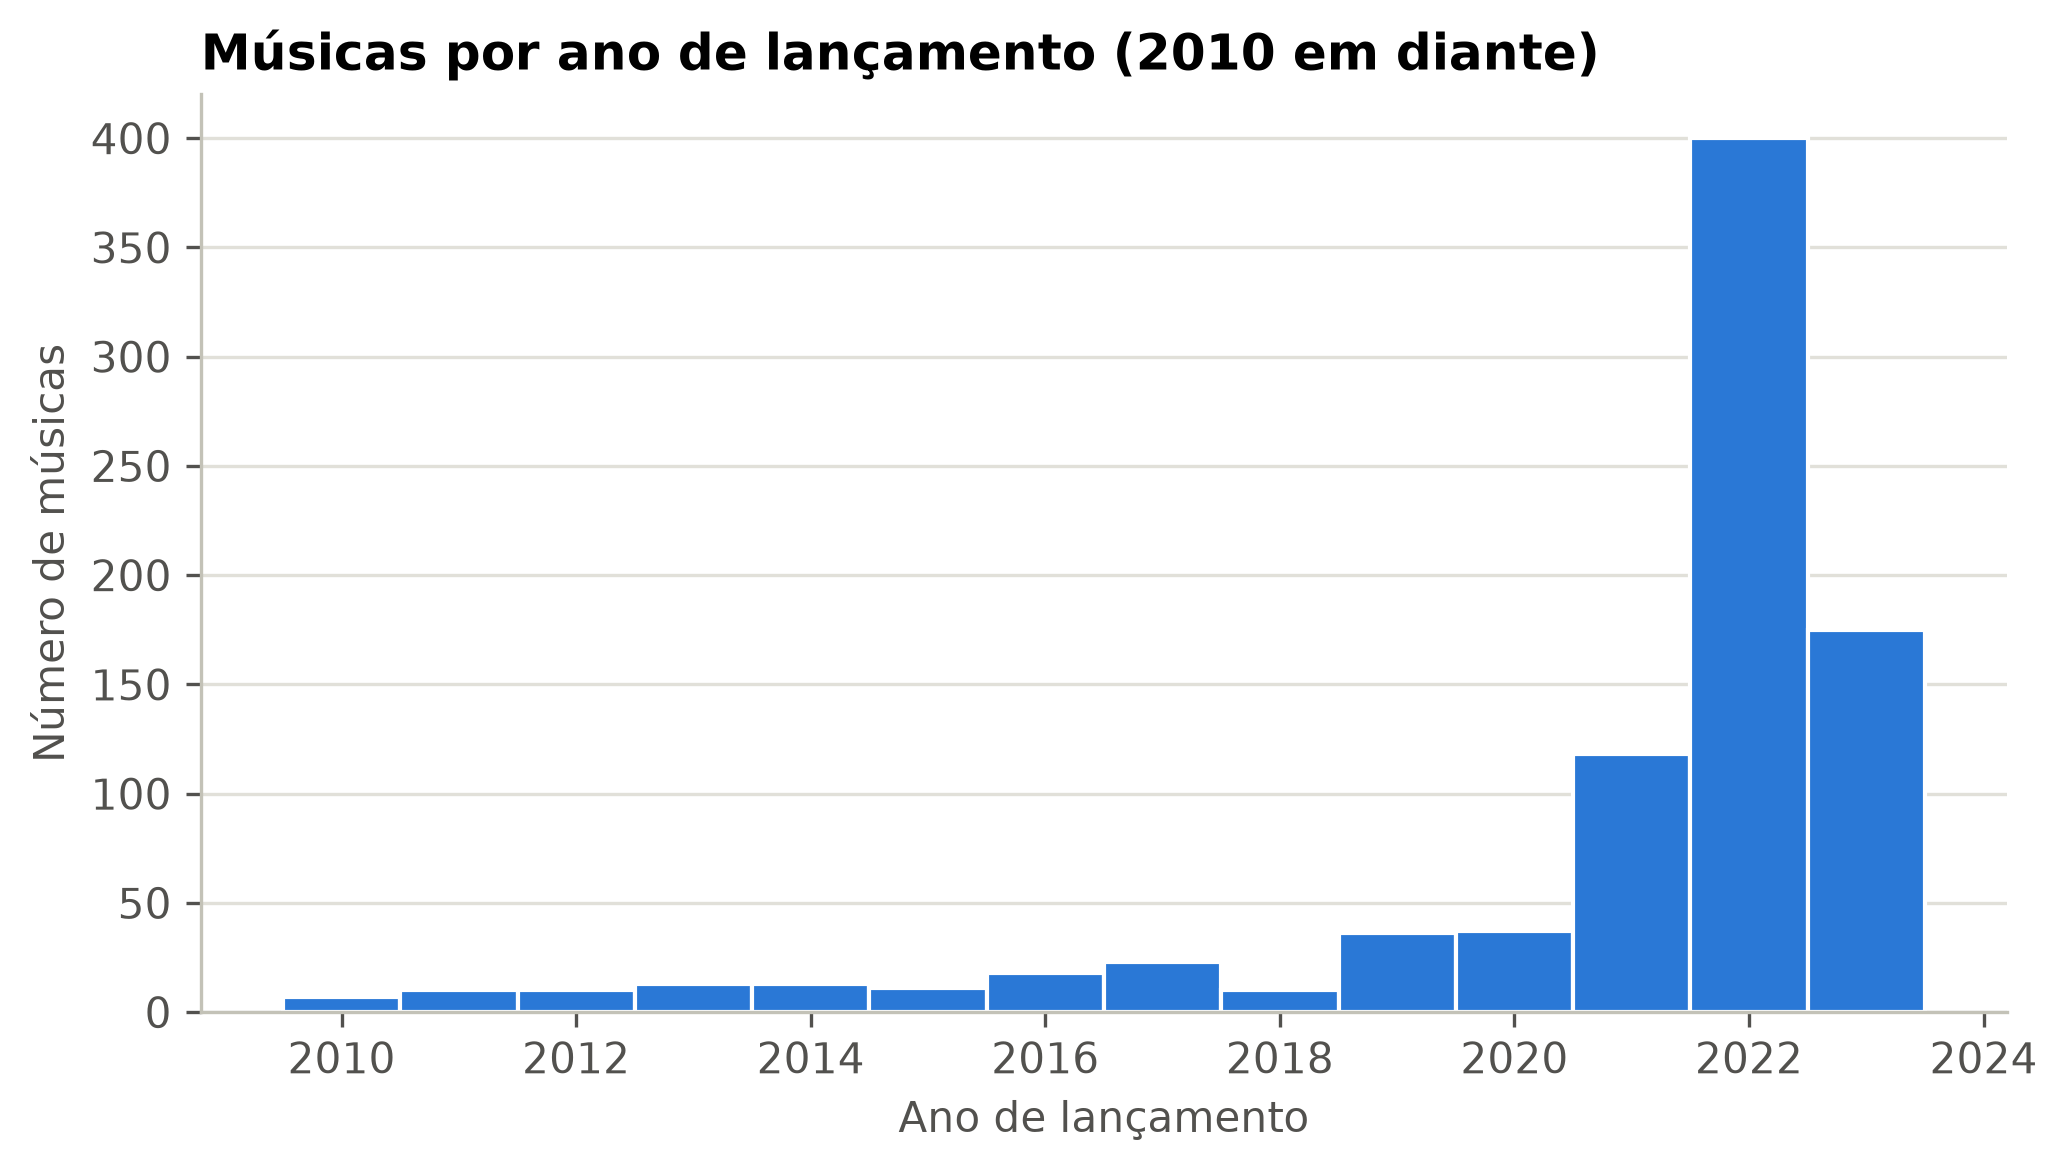 Músicas por ano de lançamento (2010 em diante)
Número de músicas
400
350
300
250
200
150
100
50
0
2010 2012 2014 2016 2018 2020 2022 2024
Ano de lançamento